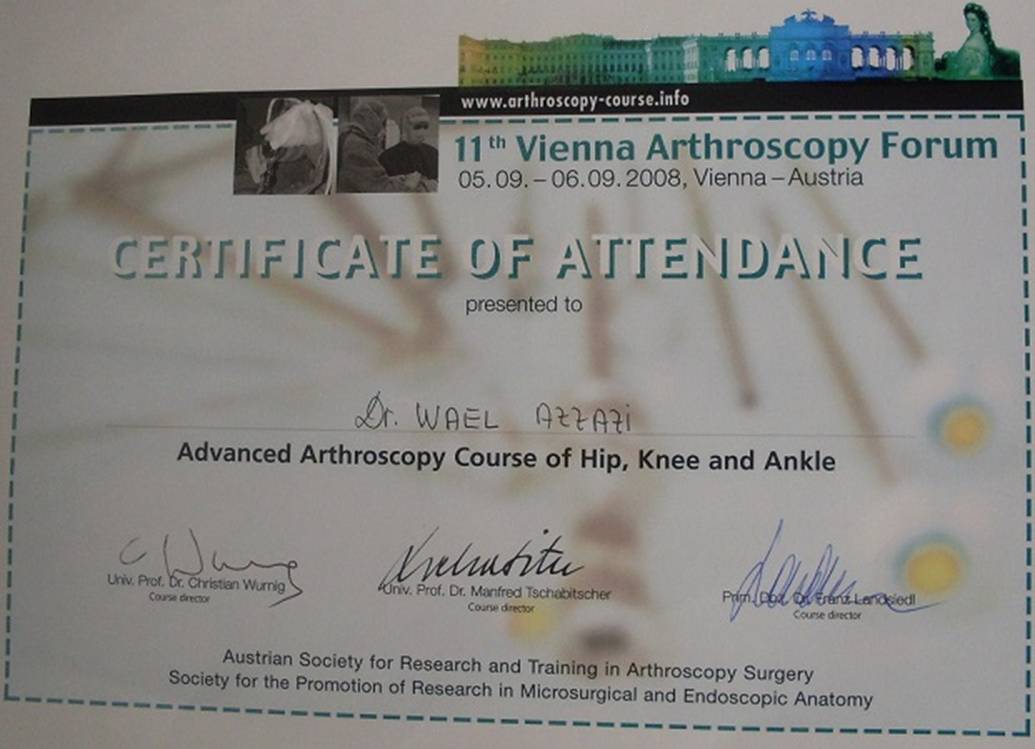 www.arthroscopy-course.info
11th Vienna Arthroscopy Forum
05.09. – 06.09.2008, Vienna – Austria
CERTIFICATE OF ATTENDANCE
presented to
Dr. WAEL AZZAZi
Advanced Arthroscopy Course of Hip, Knee and Ankle
Univ. Prof. Dr. Christian Wurnig
Course director
Univ. Prof. Dr. Manfred Tschabitscher
Course director
Prim. Doz. Dr. Franz Landsiedl
Course director
Austrian Society for Research and Training in Arthroscopy Surgery
Society for the Promotion of Research in Microsurgical and Endoscopic Anatomy